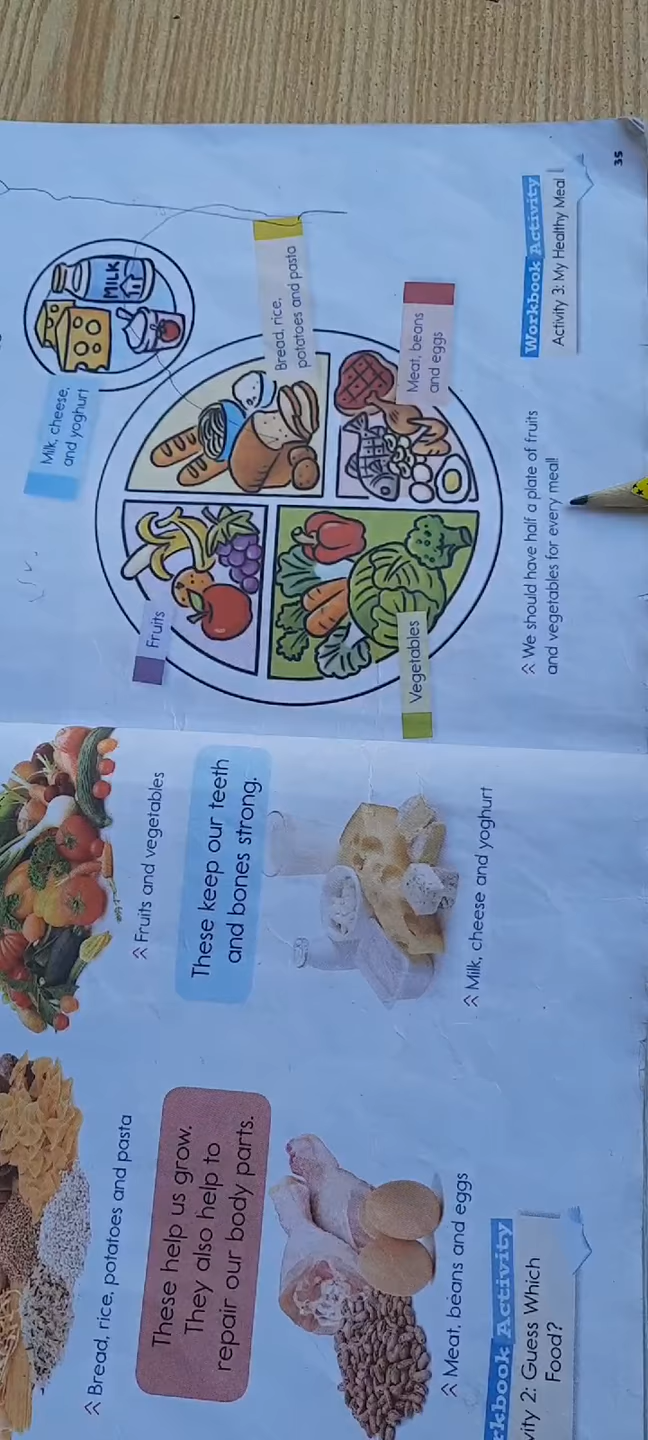 Bread, rice, potatoes and pasta
Fruits and vegetables
These help us grow.
They also help to
repair our body parts.
These keep our teeth
and bones strong.
Meat, beans and eggs
Milk, cheese and yoghurt
Activity
2: Guess Which
Food?
Milk, cheese,
and yoghurt
MILK
Fruits
Bread, rice,
potatoes and pasta
Vegetables
Meat, beans
and eggs
We should have half a plate of fruits
and vegetables for every meal!
Workbook Activity
Activity 3: My Healthy Meal
35